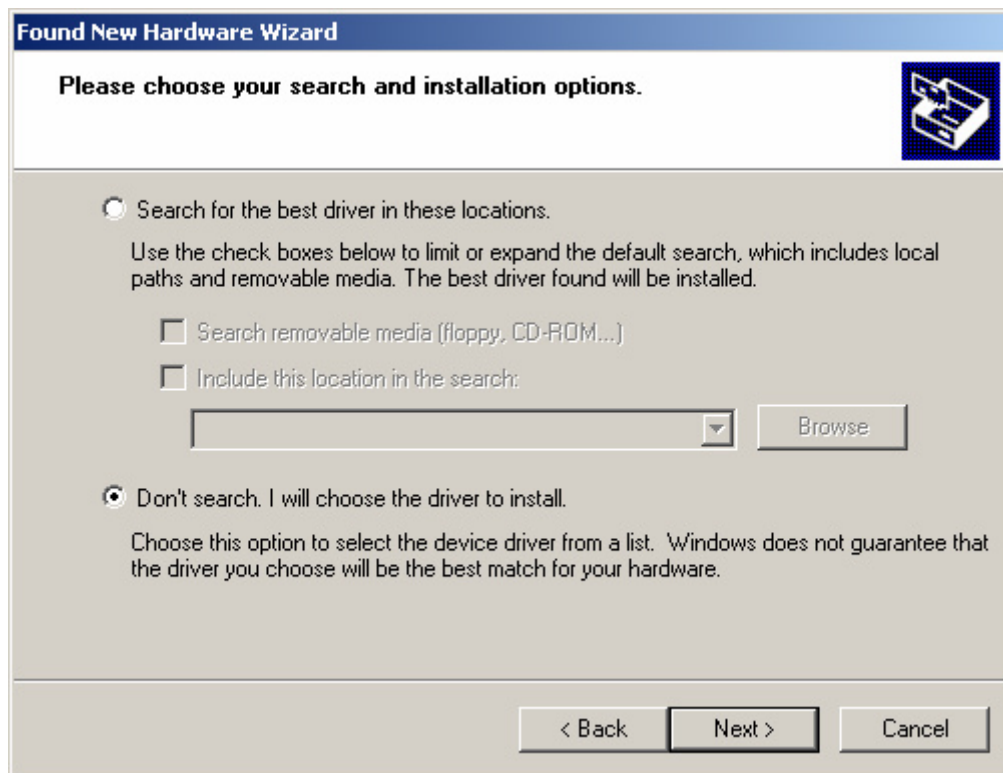 Found New Hardware Wizard
Please choose your search and installation options.
Search for the best driver in these locations.
Use the check boxes below to limit or expand the default search, which includes local
paths and removable media. The best driver found will be installed.
Search removable media (floppy, CD-ROM...)
Include this location in the search:
Browse
Don't search. I will choose the driver to install.
Choose this option to select the device driver from a list.  Windows does not guarantee that
the driver you choose will be the best match for your hardware.
< Back Next > Cancel